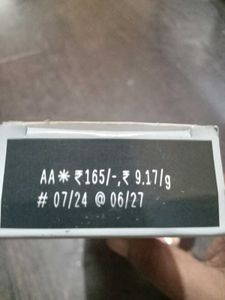 AA✳ ₹165/-,₹ 9.17/g
# 07/24 @ 06/27